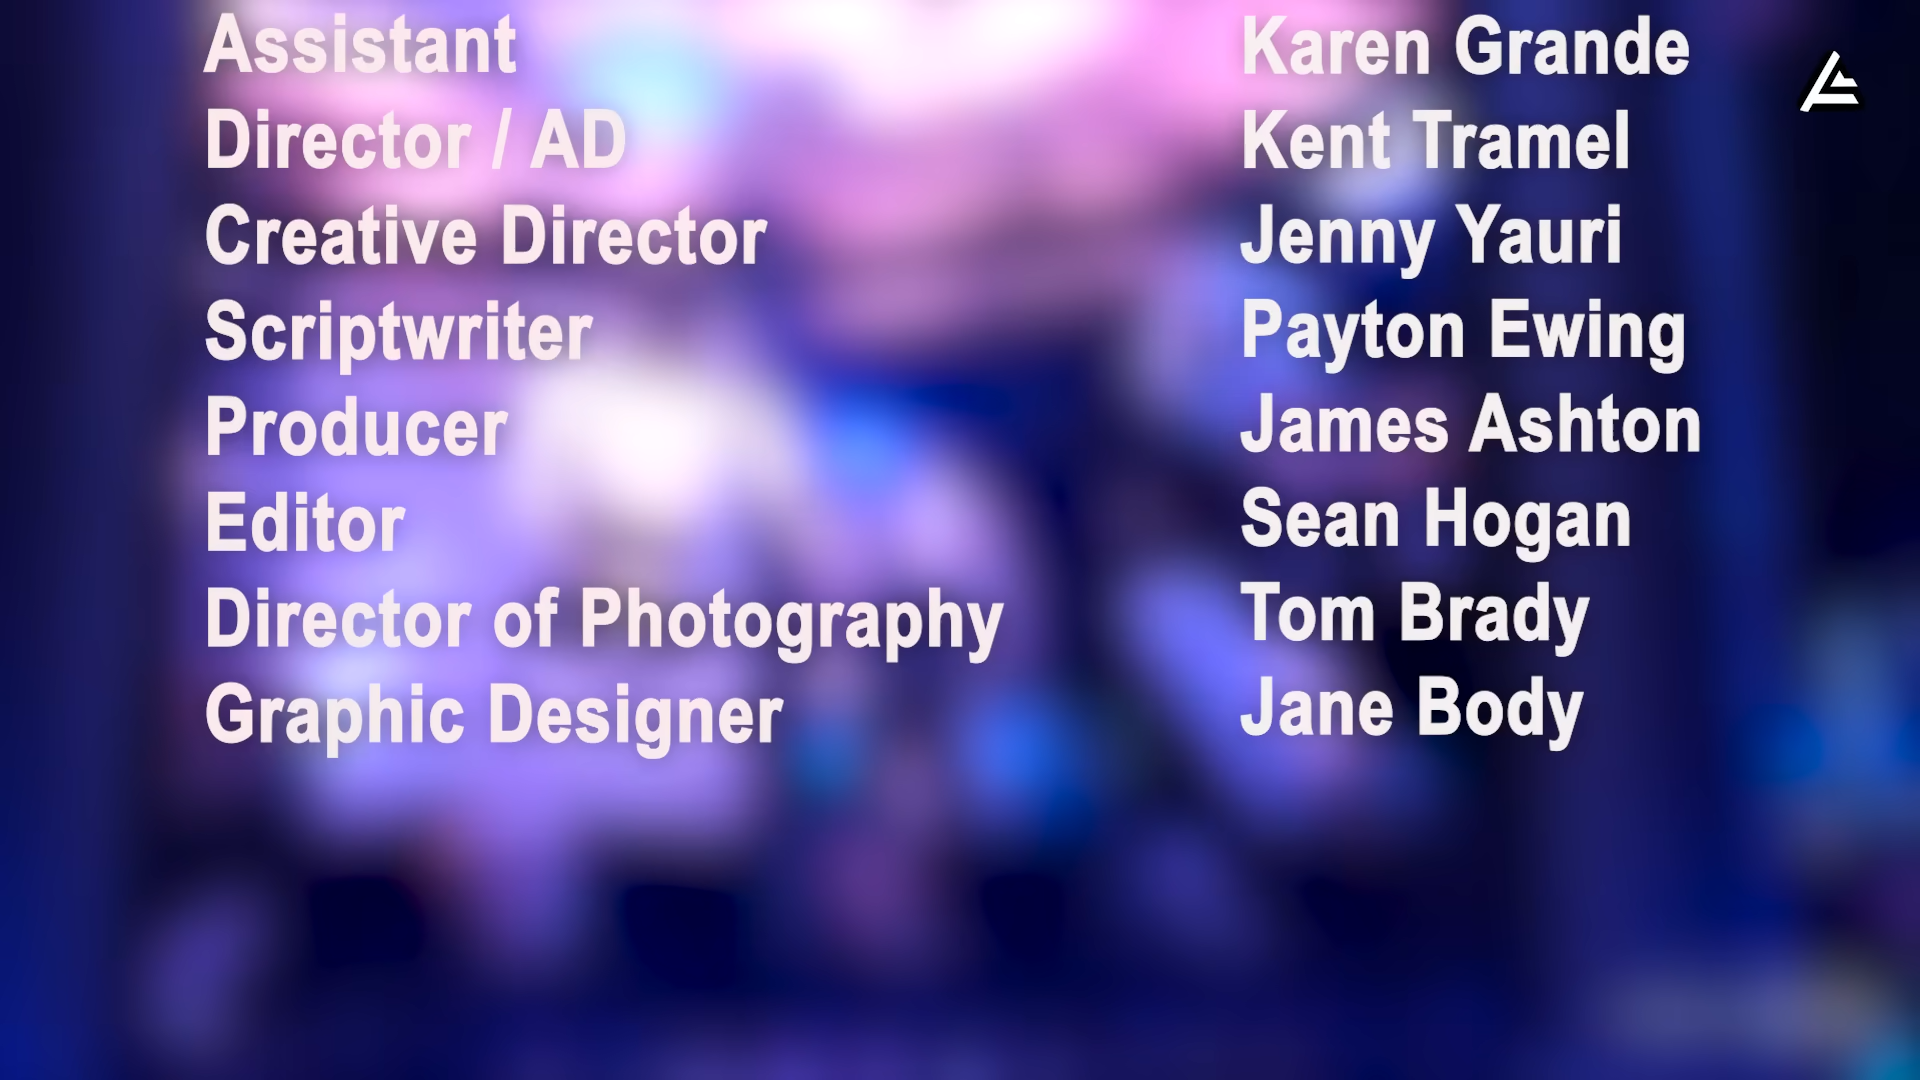 Assistant Karen Grande
Director / AD Kent Tramel
Creative Director Jenny Yauri
Scriptwriter Payton Ewing
Producer James Ashton
Editor Sean Hogan
Director of Photography Tom Brady
Graphic Designer Jane Body